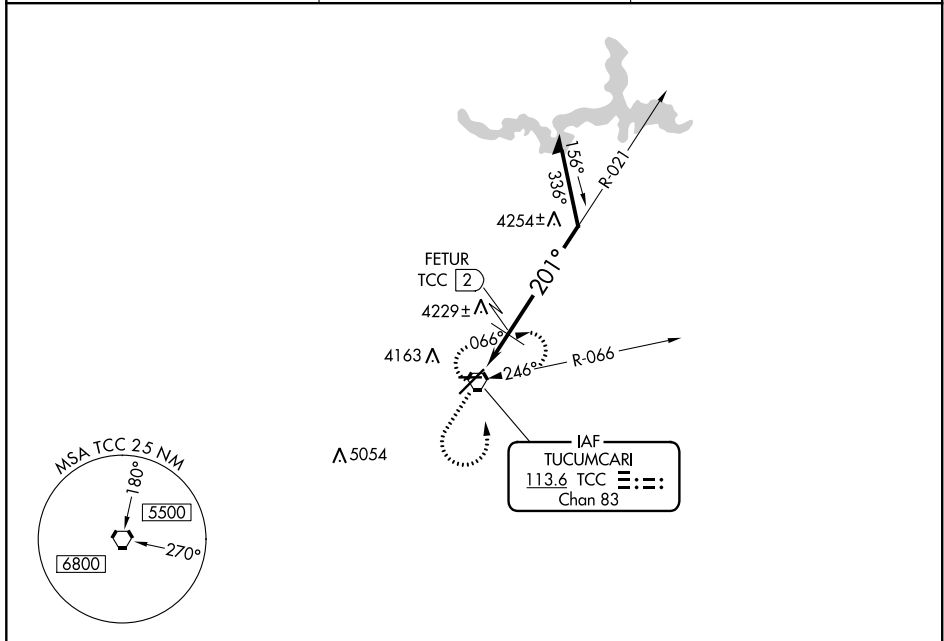 156°
336°
R-021
4254±
201°
FETUR
TCC 2
4229±
066°
4163
246°
R-066
5054
IAF
TUCUMCARI
113.6 TCC
Chan 83
MSA TCC 25 NM
180°
5500
270°
6800